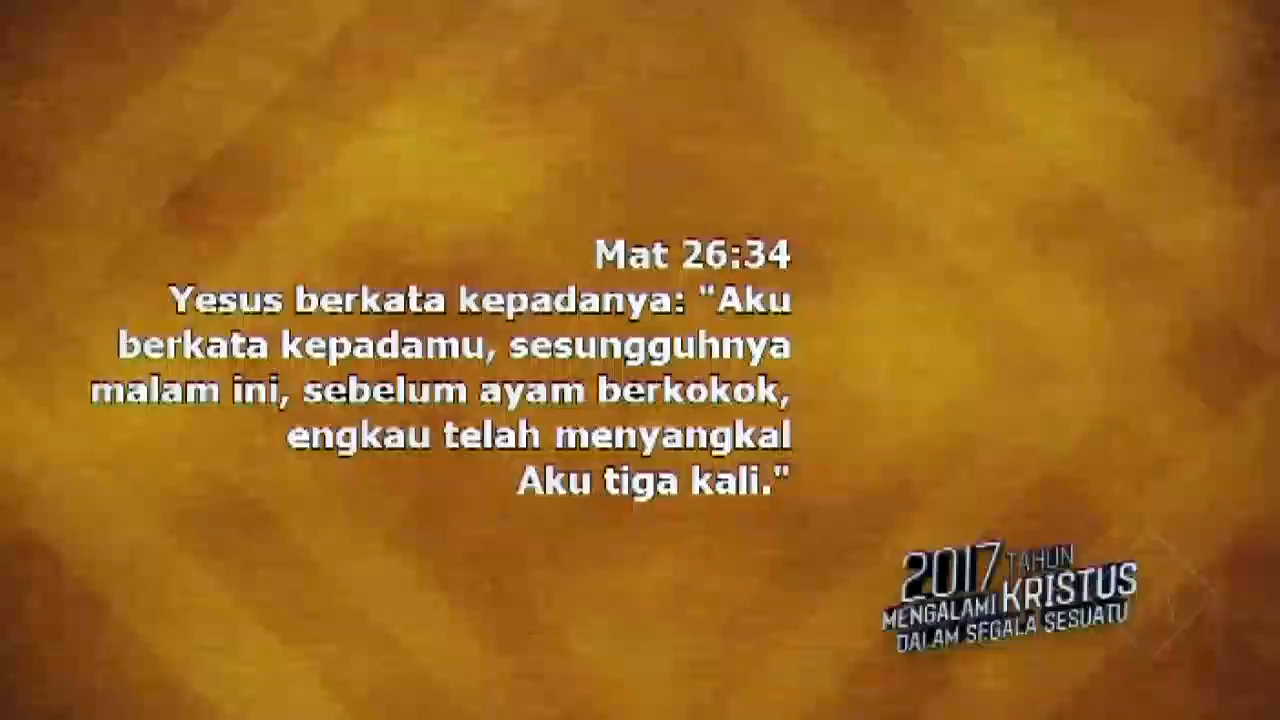 Mat 26:34
Yesus berkata kepadanya: "Aku
berkata kepadamu, sesungguhnya
malam ini, sebelum ayam berkokok,
engkau telah menyangkal
Aku tiga kali."
2017 TAHUN
MENGALAMI KRISTUS
DALAM SEGALA SESUATU